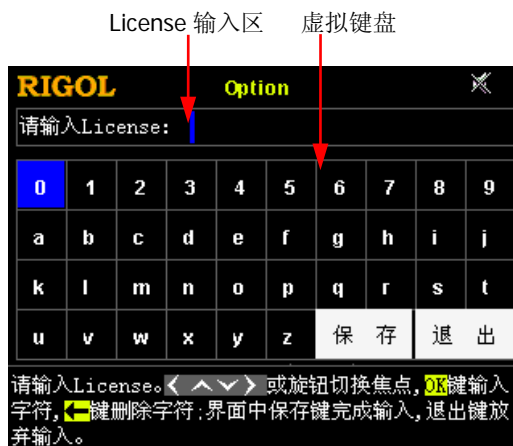 License 输入区 虚拟键盘
RIGOL Option
请输入License:
0 1 2 3 4 5 6 7 8 9
a b c d e f g h i j
k l m n o p q r s t
u v w x y z 保 存 退 出
请输入License。< ∧ ∨ > 或旋钮切换焦点,OK键输入
字符,←键删除字符;界面中保存键完成输入,退出键放
弃输入。